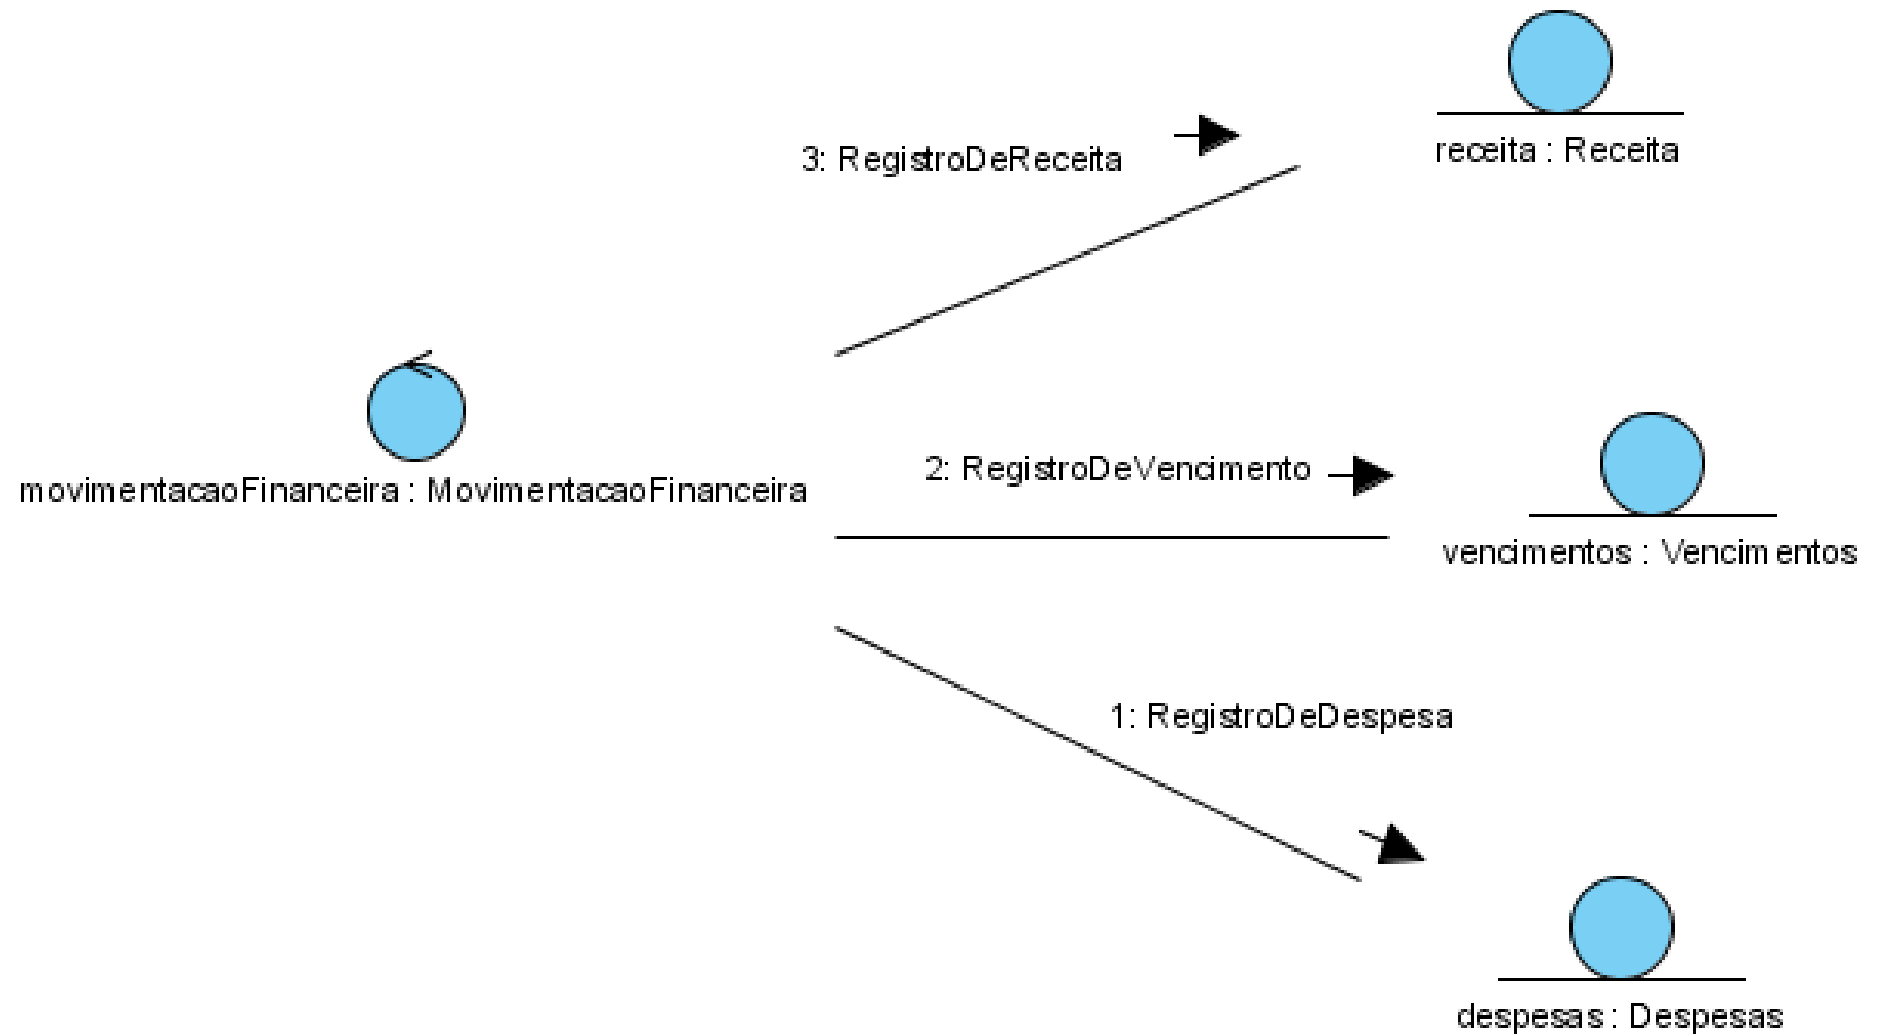 receita : Receita
3: RegistroDeReceita
2: RegistroDeVencimento
movimentacaoFinanceira : MovimentacaoFinanceira
vencimentos : Vencimentos
1: RegistroDeDespesa
despesas : Despesas